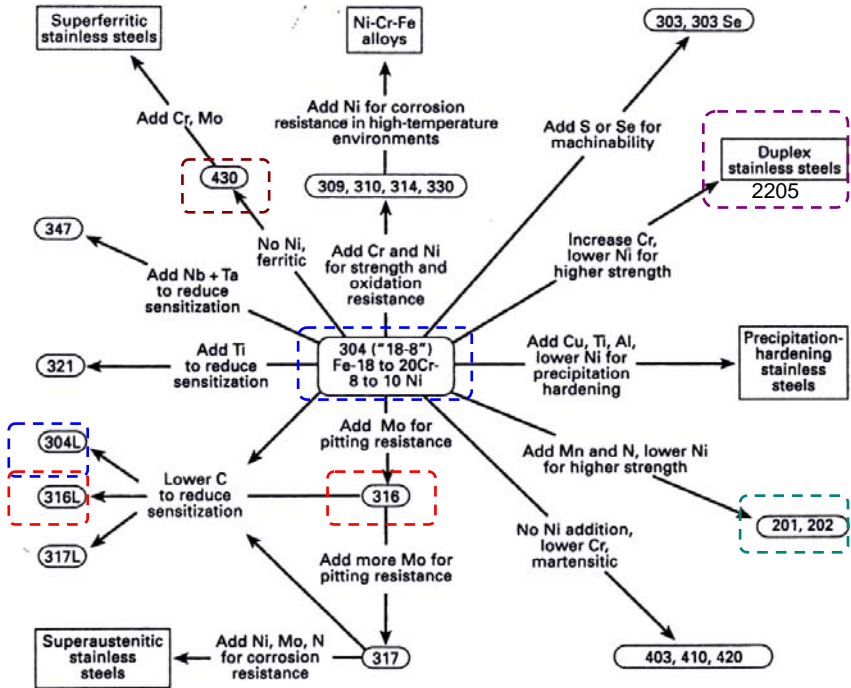 Superferritic
stainless steels
Ni-Cr-Fe
alloys
303, 303 Se
Add Cr, Mo
Add Ni for corrosion
resistance in high-temperature
environments
Add S or Se for
machinability
Duplex
stainless steels
2205
430
309, 310, 314, 330
347
No Ni,
ferritic
Add Cr and Ni
for strength and
oxidation
resistance
Increase Cr,
lower Ni for
higher strength
Add Nb + Ta
to reduce
sensitization
321
Add Ti
to reduce
sensitization
304 ("18-8")
Fe-18 to 20Cr-
8 to 10 Ni
Add Cu, Ti, Al,
lower Ni for
precipitation
hardening
Precipitation-
hardening
stainless
steels
304L
316L
317L
Lower C
to reduce
sensitization
Add Mo for
pitting resistance
316
Add Mn and N, lower Ni
for higher strength
201, 202
No Ni addition,
lower Cr,
martensitic
Add more Mo for
pitting resistance
Superaustenitic
stainless
steels
Add Ni, Mo, N
for corrosion
resistance
317
403, 410, 420